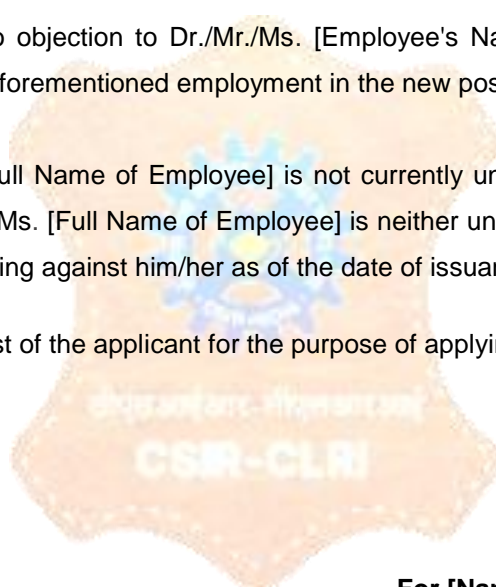 o objection to Dr./Mr./Ms. [Employee's Na
forementioned employment in the new pos
ull Name of Employee] is not currently un
Ms. [Full Name of Employee] is neither un
ing against him/her as of the date of issuar
st of the applicant for the purpose of applyin
CSIR-CLRI
For [Nam